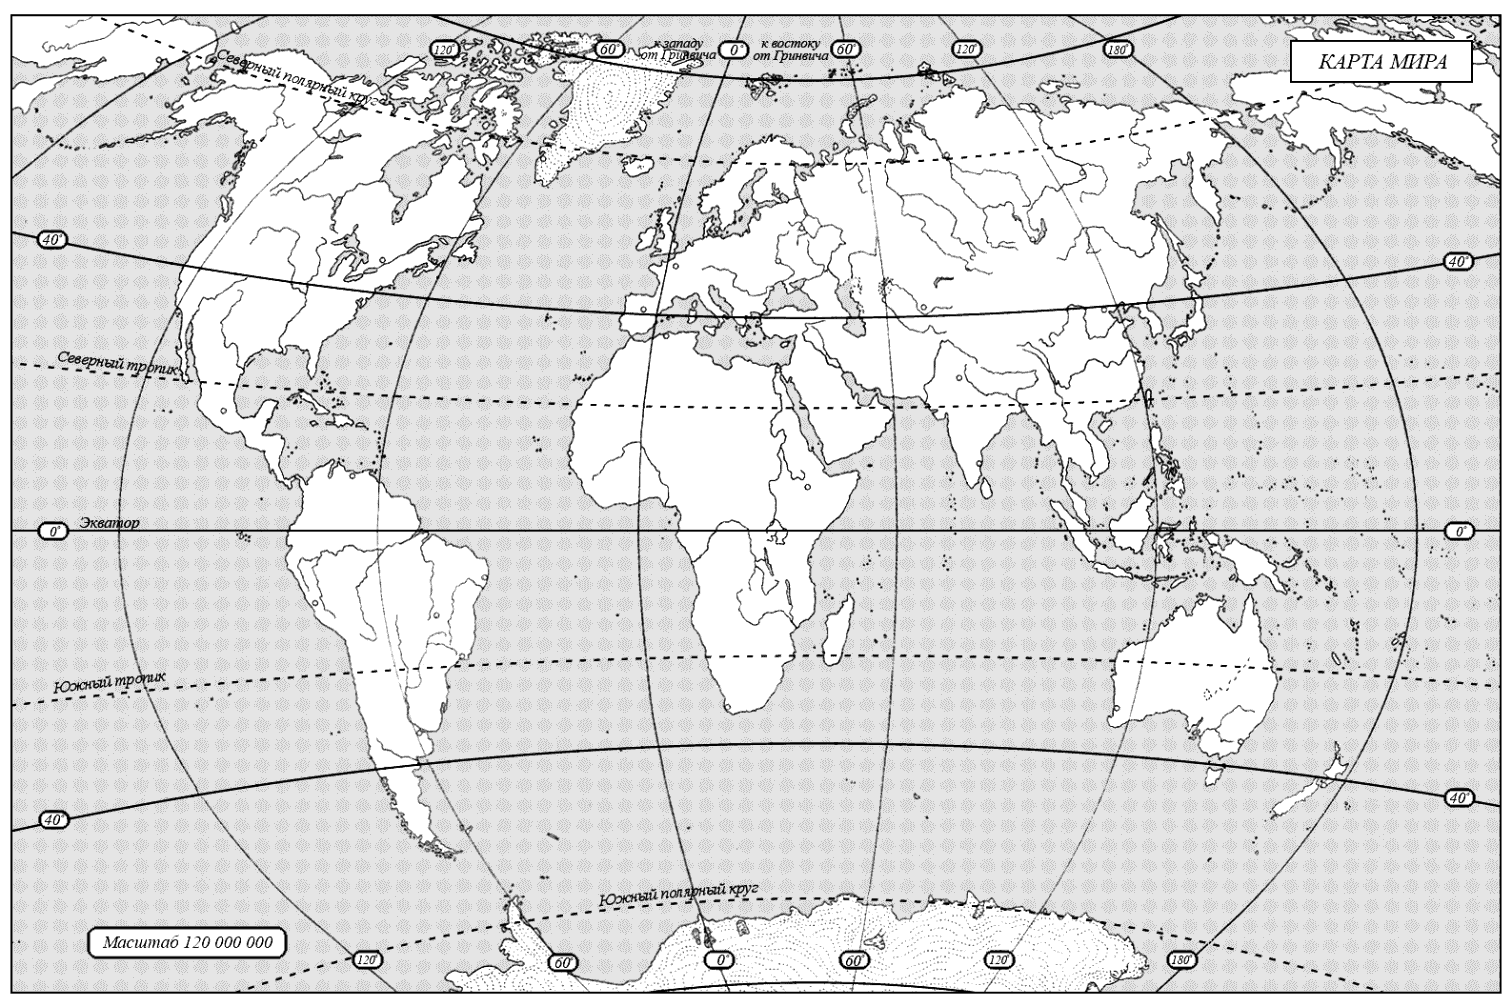 120°
60°
к западу
от Гринвича
0°
к востоку
от Гринвича
60°
120°
180°
КАРТА МИРА
Северный полярный круг
40°
40°
Северный тропик
0°
Экватор
0°
Южный тропик
40°
40°
Южный полярный круг
Масштаб 120 000 000
120°
60°
0°
60°
120°
180°